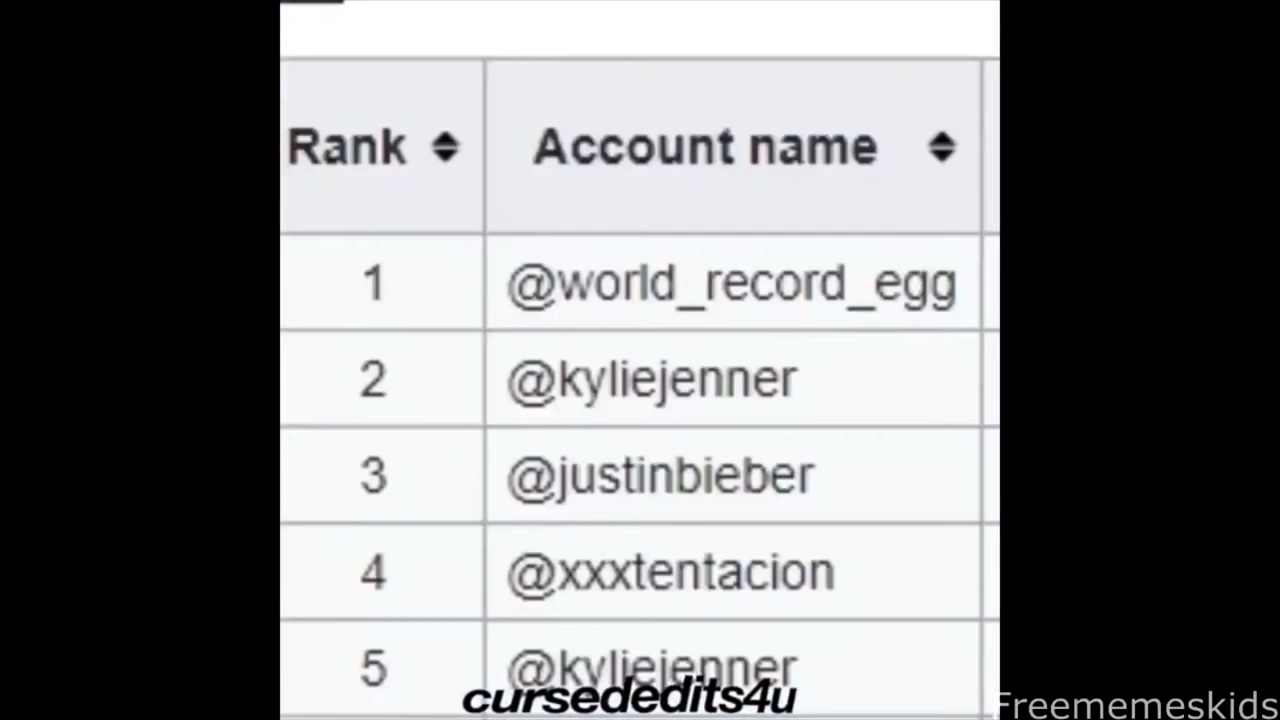 Rank Account name
1 @world_record_egg
2 @kyliejenner
3 @justinbieber
4 @xxxtentacion
5 @kyliejenner
cursededits4u
Freememeskids